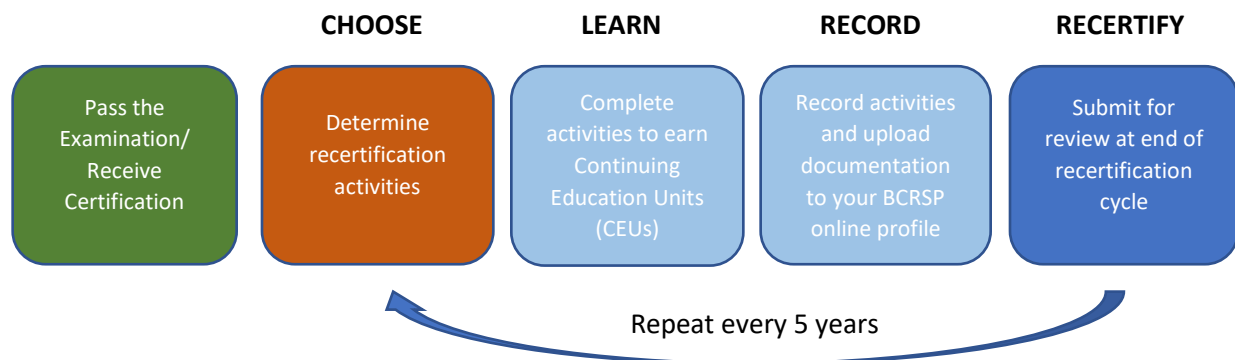 CHOOSE
LEARN
RECORD
RECERTIFY
Pass the
Examination/
Receive
Certification
Determine
recertification
activities
Complete
activities to earn
Continuing
Education Units
(CEUs)
Record activities
and upload
documentation
to your BCRSP
online profile
Submit for
review at end of
recertification
cycle
Repeat every 5 years